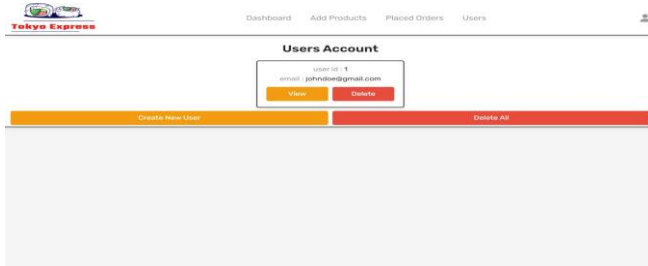 Tokyo Express
Dashboard Add Products Placed Orders Users
Users Account
user id : 1
email : johndoe@gmail.com
View Delete
Create New User Delete All